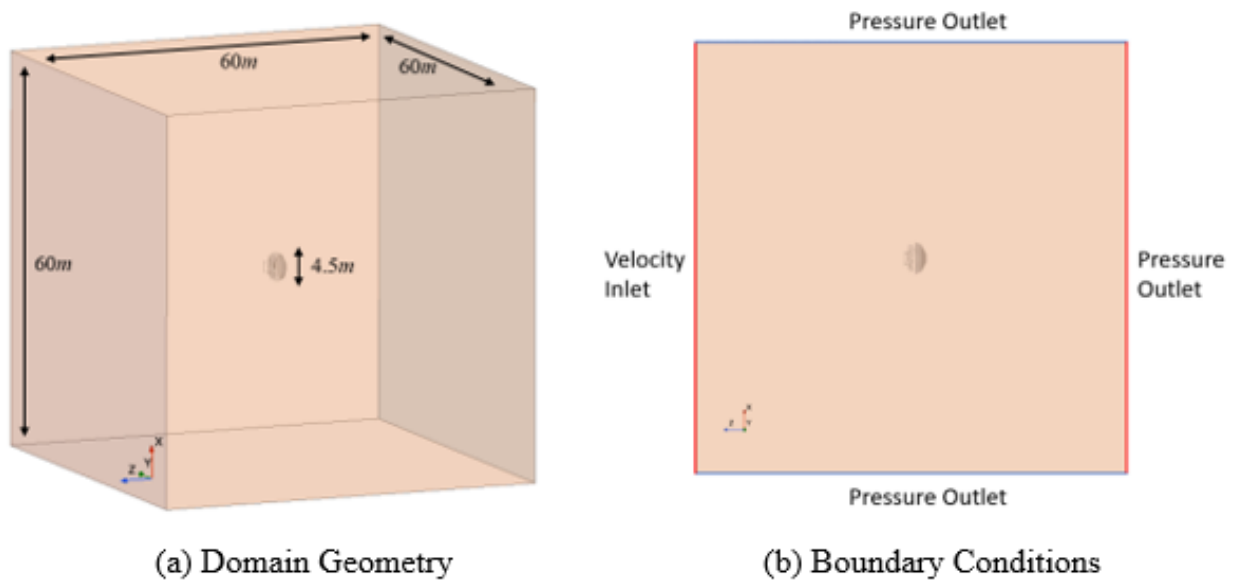 60m
60m
60m
4.5m
X
Y
Z
(a) Domain Geometry
Pressure Outlet
Velocity
Inlet
Pressure
Outlet
X
Z
Y
Pressure Outlet
(b) Boundary Conditions